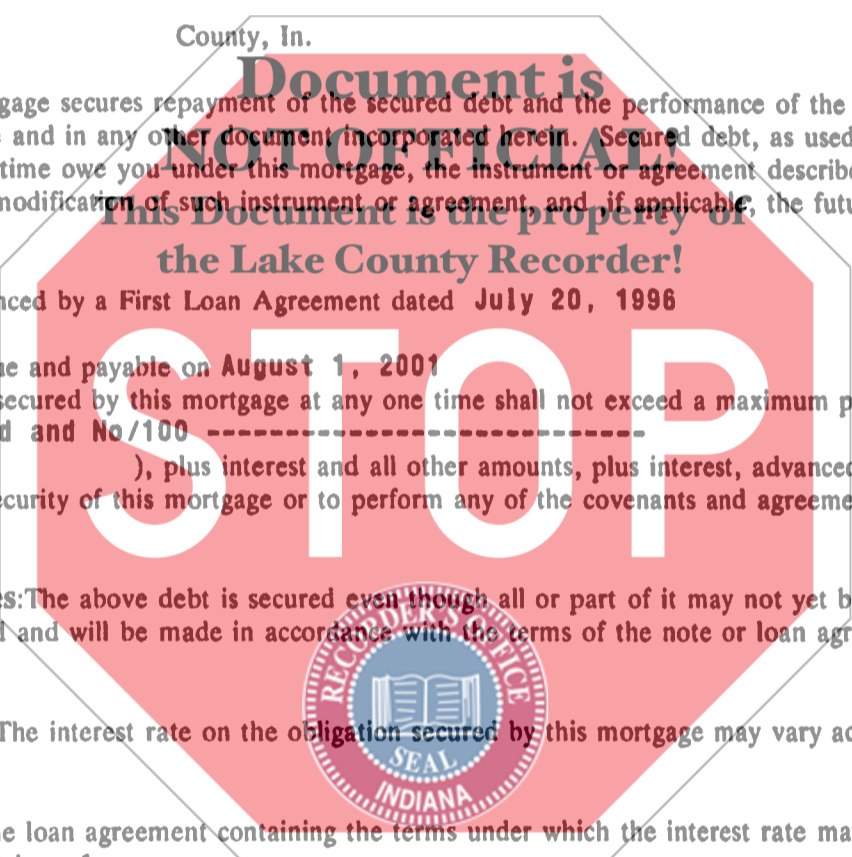 County, In.
Document is
gage secures repayment of the secured debt and the performance of the
and in any other document incorporated herein. Secured debt, as used
NOT OFFICIAL!
time owe you under this mortgage, the instrument or agreement describe
modification of such instrument or agreement, and ,if applicable, the futu
This Document is the property of
the Lake County Recorder!
nced by a First Loan Agreement dated July 20, 1996
ue and payable on August 1, 2001
secured by this mortgage at any one time shall not exceed a maximum p
d and No/100 ------------------------------
), plus interest and all other amounts, plus interest, advanced
STOP
ecurity of this mortgage or to perform any of the covenants and agreeme
es:The above debt is secured even though all or part of it may not yet b
d and will be made in accordance with the terms of the note or loan agr
RECORDER'S OFFICE
The interest rate on the obligation secured by this mortgage may vary ac
SEAL
INDIANA
e loan agreement containing the terms under which the interest rate ma